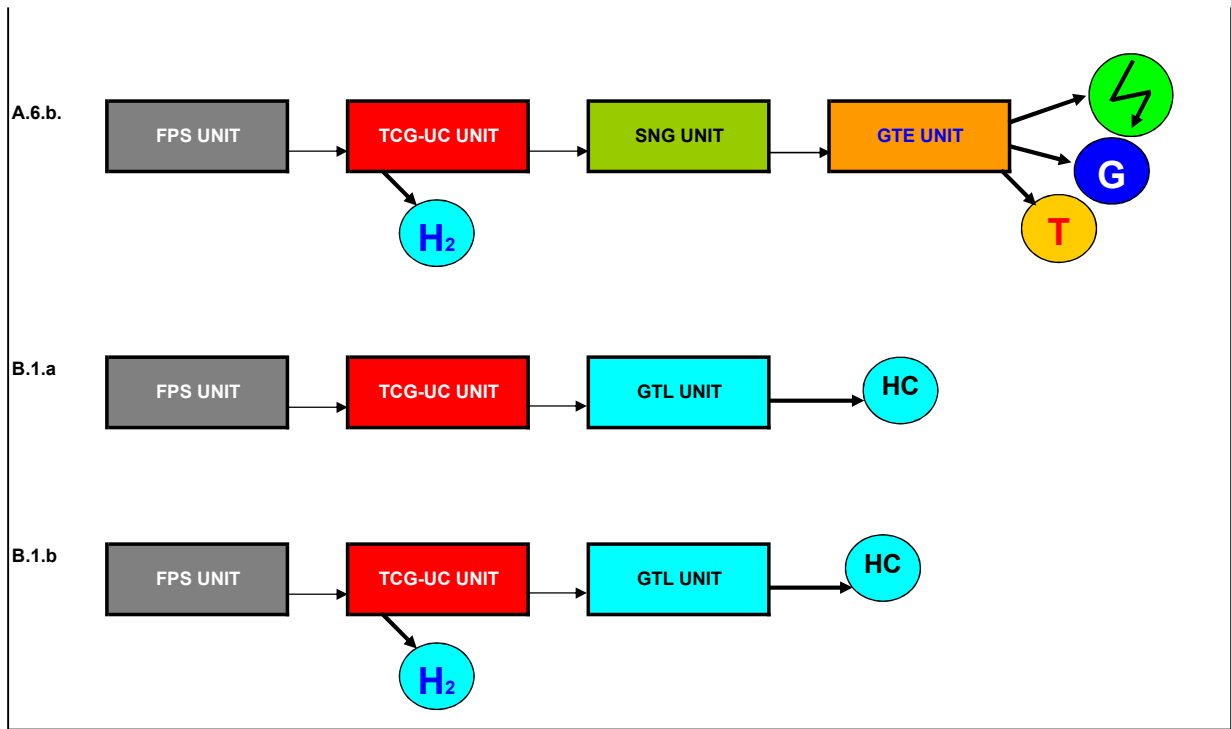 A.6.b.
FPS UNIT
TCG-UC UNIT
SNG UNIT
GTE UNIT
G
H2
T
B.1.a
FPS UNIT
TCG-UC UNIT
GTL UNIT
HC
B.1.b
FPS UNIT
TCG-UC UNIT
GTL UNIT
HC
H2